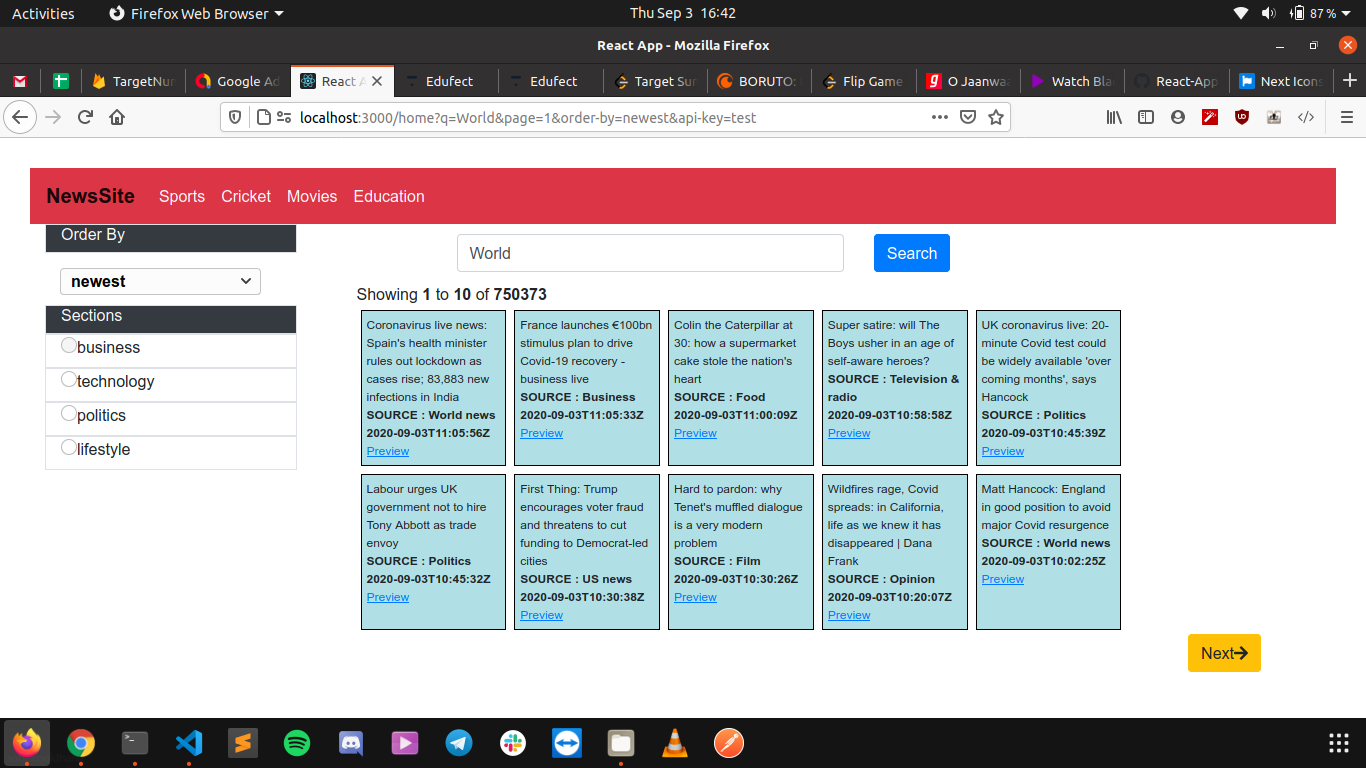 Activities Firefox Web Browser Thu Sep 3 16:42 87 %
React App - Mozilla Firefox
TargetNu Google Ad React A Edufect Edufect Target Su BORUTO: Flip Game O Jaanwa Watch Bla React-App Next Icons
localhost:3000/home?q=World&page=1&order-by=newest&api-key=test
NewsSite Sports Cricket Movies Education
Order By
newest
Sections
business
technology
politics
lifestyle
World Search
Showing 1 to 10 of 750373
Coronavirus live news:
Spain's health minister
rules out lockdown as
cases rise; 83,883 new
infections in India
SOURCE : World news
2020-09-03T11:05:56Z
Preview
France launches €100bn
stimulus plan to drive
Covid-19 recovery -
business live
SOURCE : Business
2020-09-03T11:05:33Z
Preview
Colin the Caterpillar at
30: how a supermarket
cake stole the nation's
heart
SOURCE : Food
2020-09-03T11:00:09Z
Preview
Super satire: will The
Boys usher in an age of
self-aware heroes?
SOURCE : Television &
radio
2020-09-03T10:58:58Z
Preview
UK coronavirus live: 20-
minute Covid test could
be widely available 'over
coming months', says
Hancock
SOURCE : Politics
2020-09-03T10:45:39Z
Preview
Labour urges UK
government not to hire
Tony Abbott as trade
envoy
SOURCE : Politics
2020-09-03T10:45:32Z
Preview
First Thing: Trump
encourages voter fraud
and threatens to cut
funding to Democrat-led
cities
SOURCE : US news
2020-09-03T10:30:38Z
Preview
Hard to pardon: why
Tenet's muffled dialogue
is a very modern
problem
SOURCE : Film
2020-09-03T10:30:26Z
Preview
Wildfires rage, Covid
spreads: in California,
life as we knew it has
disappeared | Dana
Frank
SOURCE : Opinion
2020-09-03T10:20:07Z
Preview
Matt Hancock: England
in good position to avoid
major Covid resurgence
SOURCE : World news
2020-09-03T10:02:25Z
Preview
Next